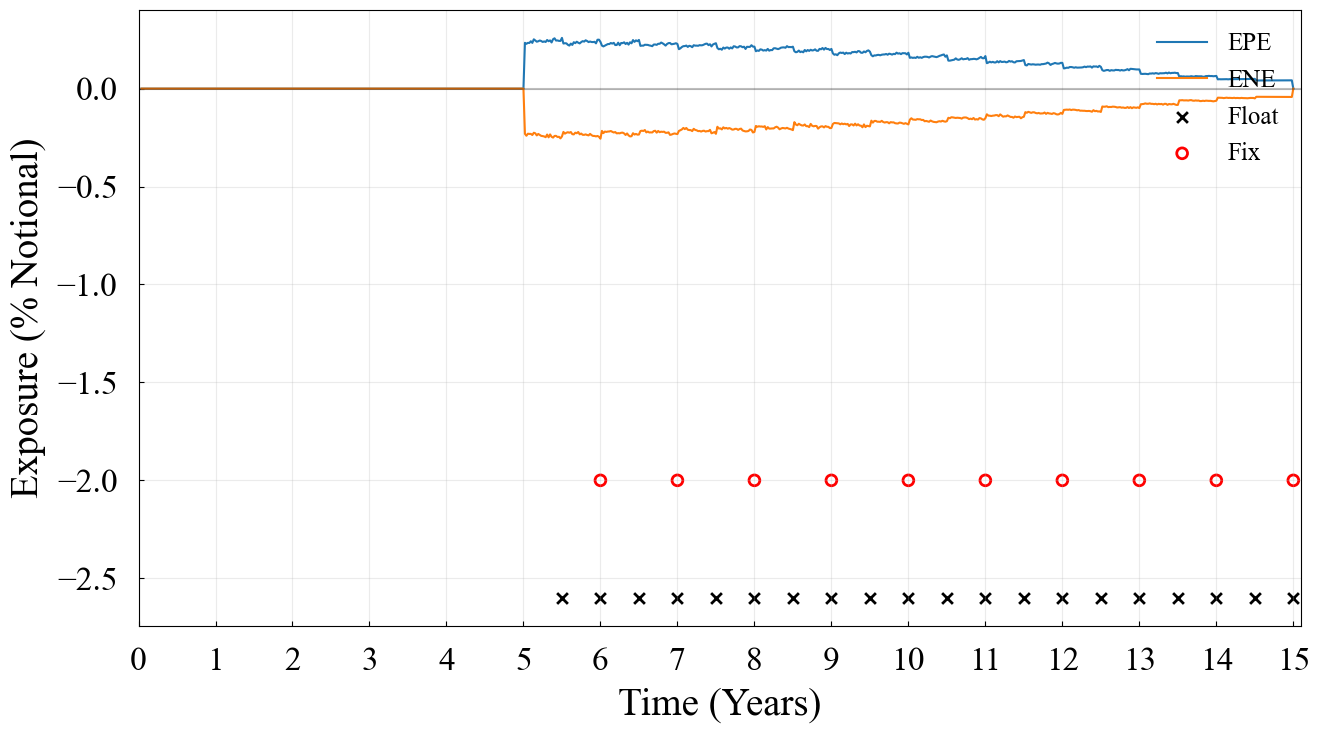 EPE
ENE
Float
Fix
0.0
−0.5
−1.0
−1.5
−2.0
−2.5
Exposure (% Notional)
0 1 2 3 4 5 6 7 8 9 10 11 12 13 14 15
Time (Years)